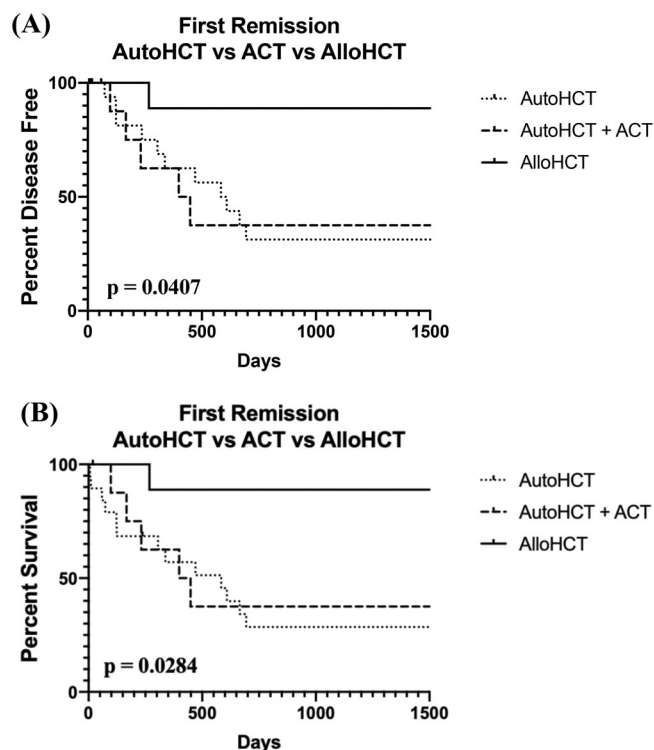 (A)
First Remission
AutoHCT vs ACT vs AlloHCT
Percent Disease Free
100
50
0
0 500 1000 1500
Days
p = 0.0407
AutoHCT
AutoHCT + ACT
AlloHCT
(B)
First Remission
AutoHCT vs ACT vs AlloHCT
Percent Survival
100
50
0
0 500 1000 1500
Days
p = 0.0284
AutoHCT
AutoHCT + ACT
AlloHCT